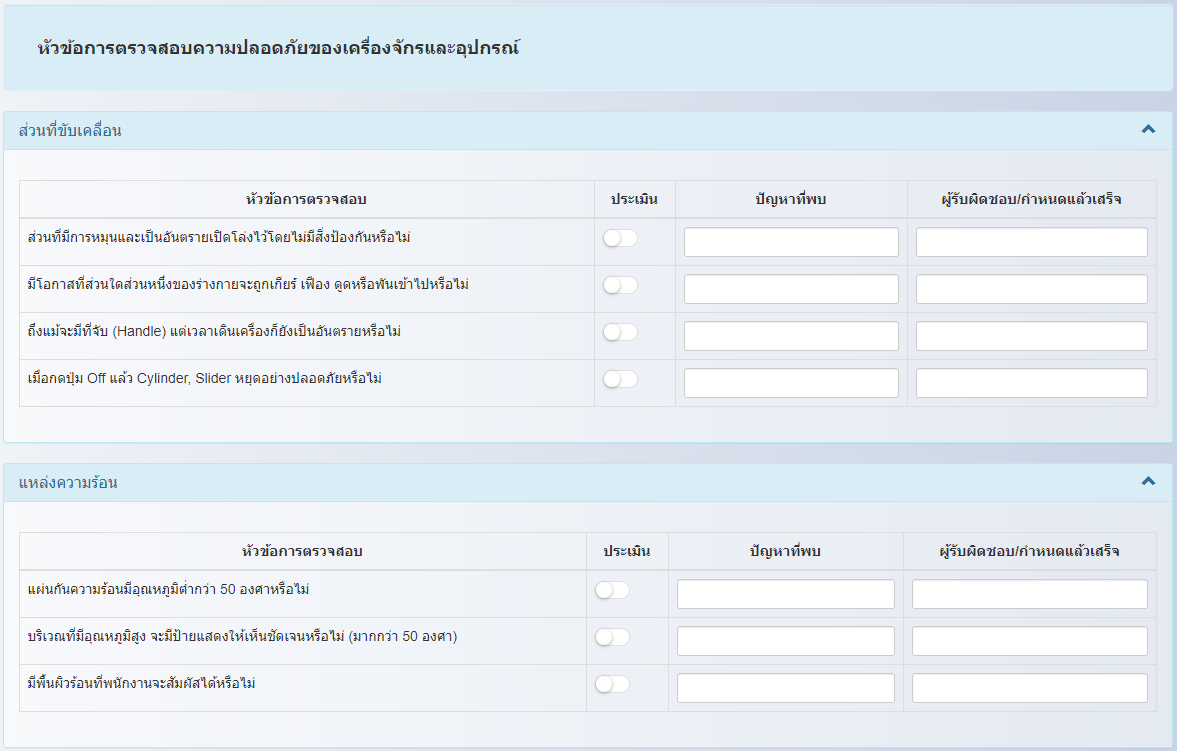 หัวข้อการตรวจสอบความปลอดภัยของเครื่องจักรและอุปกรณ์
ส่วนที่ขับเคลื่อน
หัวข้อการตรวจสอบ ประเมิน ปัญหาที่พบ ผู้รับผิดชอบ/กำหนดแล้วเสร็จ
ส่วนที่มีการหมุนและเป็นอันตรายเปิดโล่งไว้โดยไม่มีสิ่งป้องกันหรือไม่
มีโอกาสที่ส่วนใดส่วนหนึ่งของร่างกายจะถูกเกียร์ เฟือง ดูดหรือพันเข้าไปหรือไม่
ถึงแม้จะมีที่จับ (Handle) แต่เวลาเดินเครื่องก็ยังเป็นอันตรายหรือไม่
เมื่อกดปุ่ม Off แล้ว Cylinder, Slider หยุดอย่างปลอดภัยหรือไม่
แหล่งความร้อน
หัวข้อการตรวจสอบ ประเมิน ปัญหาที่พบ ผู้รับผิดชอบ/กำหนดแล้วเสร็จ
แผ่นกันความร้อนมีอุณหภูมิต่ำกว่า 50 องศาหรือไม่
บริเวณที่มีอุณหภูมิสูง จะมีป้ายแสดงให้เห็นชัดเจนหรือไม่ (มากกว่า 50 องศา)
มีพื้นผิวร้อนที่พนักงานจะสัมผัสได้หรือไม่